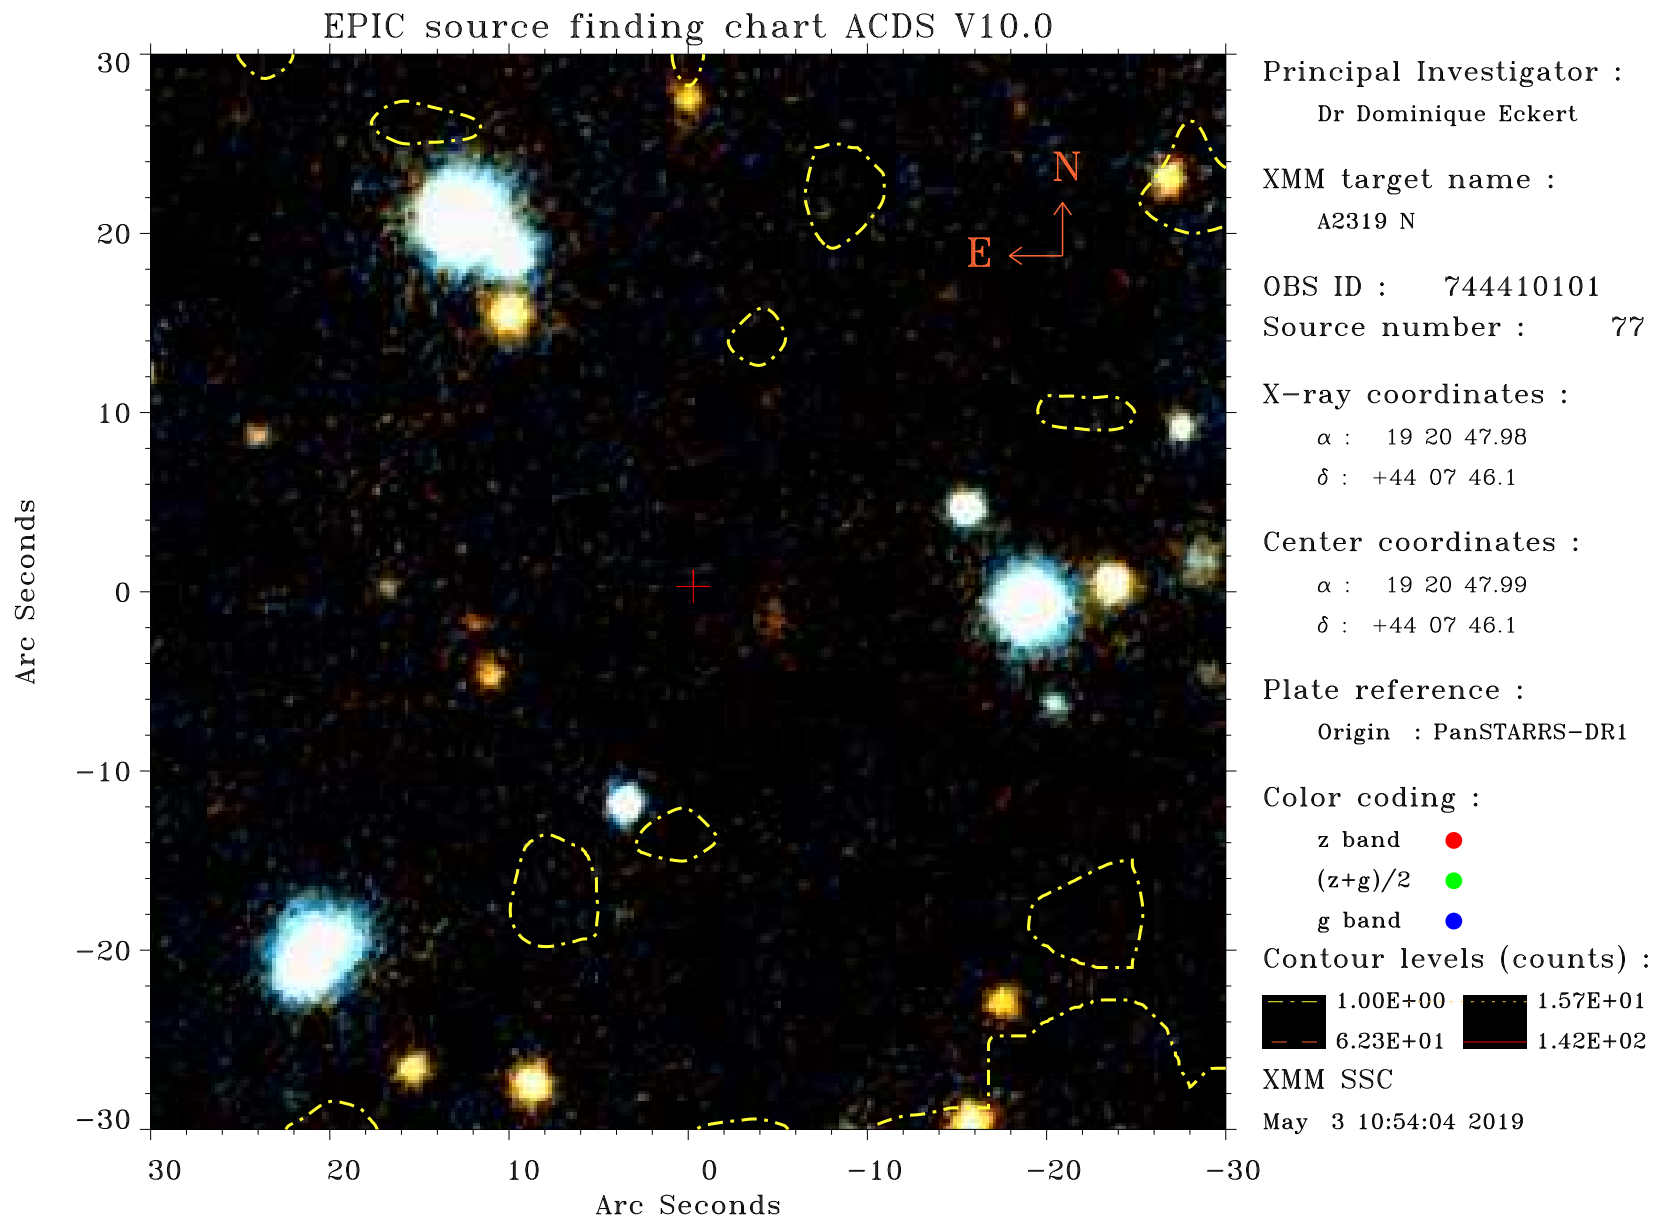 EPIC source finding chart ACDS V10.0
30
20
10
0
-10
-20
-30
Arc Seconds
30 20 10 0 -10 -20 -30
Arc Seconds
N
E
Principal Investigator :
Dr Dominique Eckert
XMM target name :
A2319 N
OBS ID : 744410101
Source number : 77
X-ray coordinates :
α : 19 20 47.98
δ : +44 07 46.1
Center coordinates :
α : 19 20 47.99
δ : +44 07 46.1
Plate reference :
Origin : PanSTARRS-DR1
Color coding :
z band
(z+g)/2
g band
Contour levels (counts) :
1.00E+00 1.57E+01
6.23E+01 1.42E+02
XMM SSC
May 3 10:54:04 2019